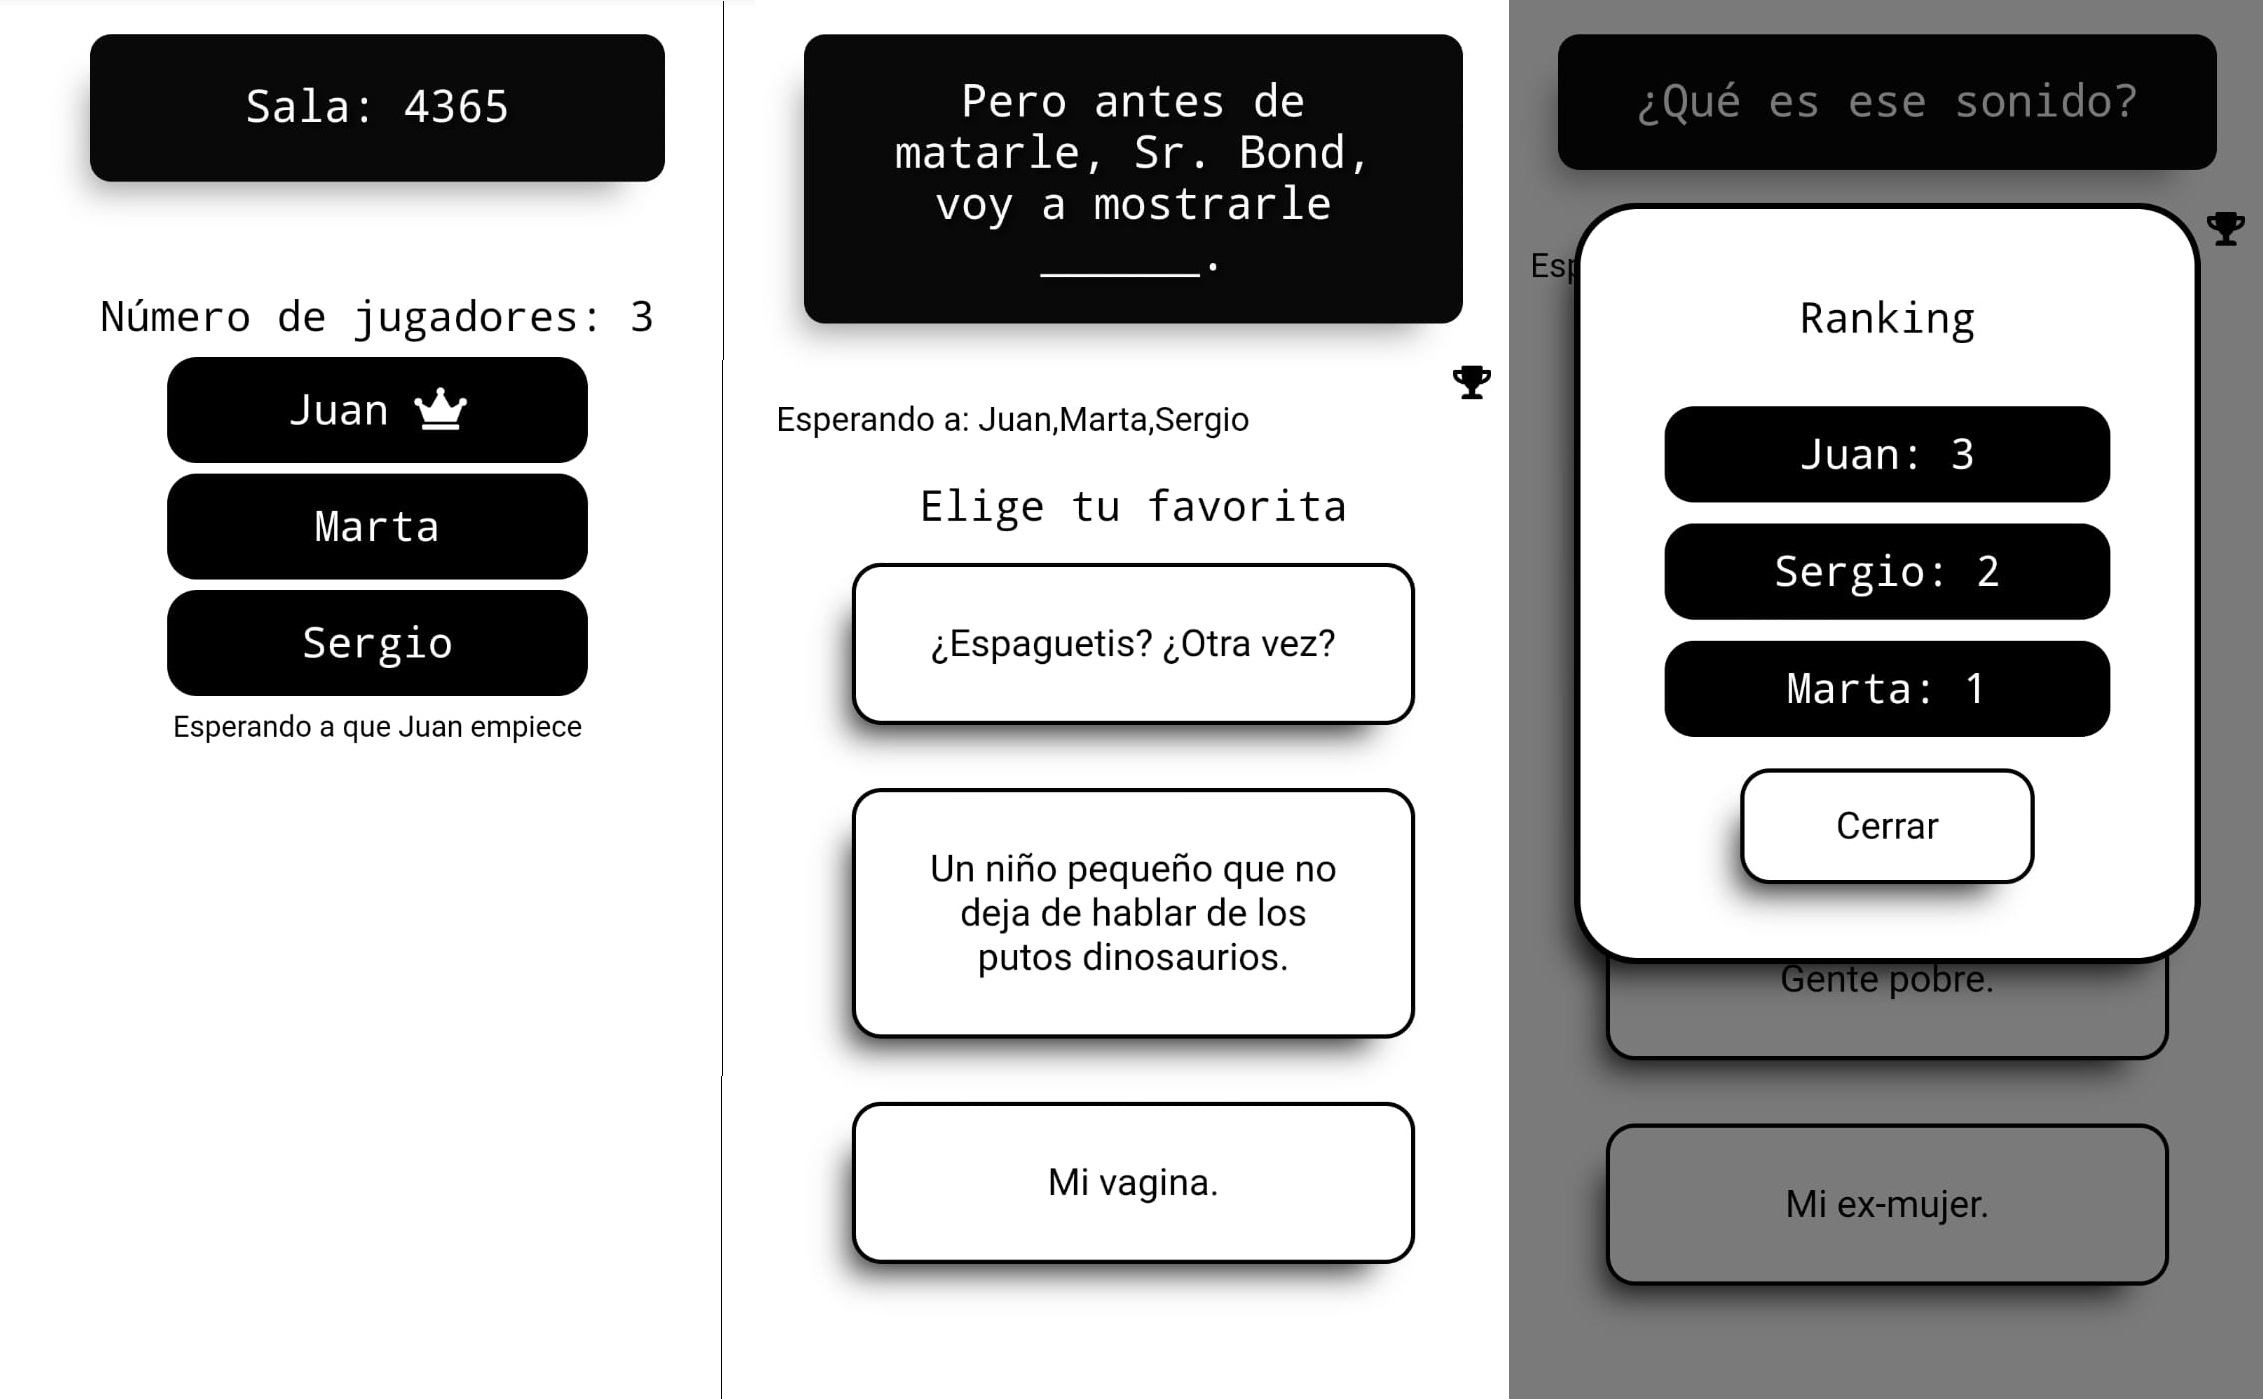 Sala: 4365
Número de jugadores: 3
Juan
Marta
Sergio
Esperando a que Juan empiece
Pero antes de
matarle, Sr. Bond,
voy a mostrarle
______.
Esperando a: Juan,Marta,Sergio
Elige tu favorita
¿Espaguetis? ¿Otra vez?
Un niño pequeño que no
deja de hablar de los
putos dinosaurios.
Mi vagina.
¿Qué es ese sonido?
Ranking
Juan: 3
Sergio: 2
Marta: 1
Cerrar
Gente pobre.
Mi ex-mujer.